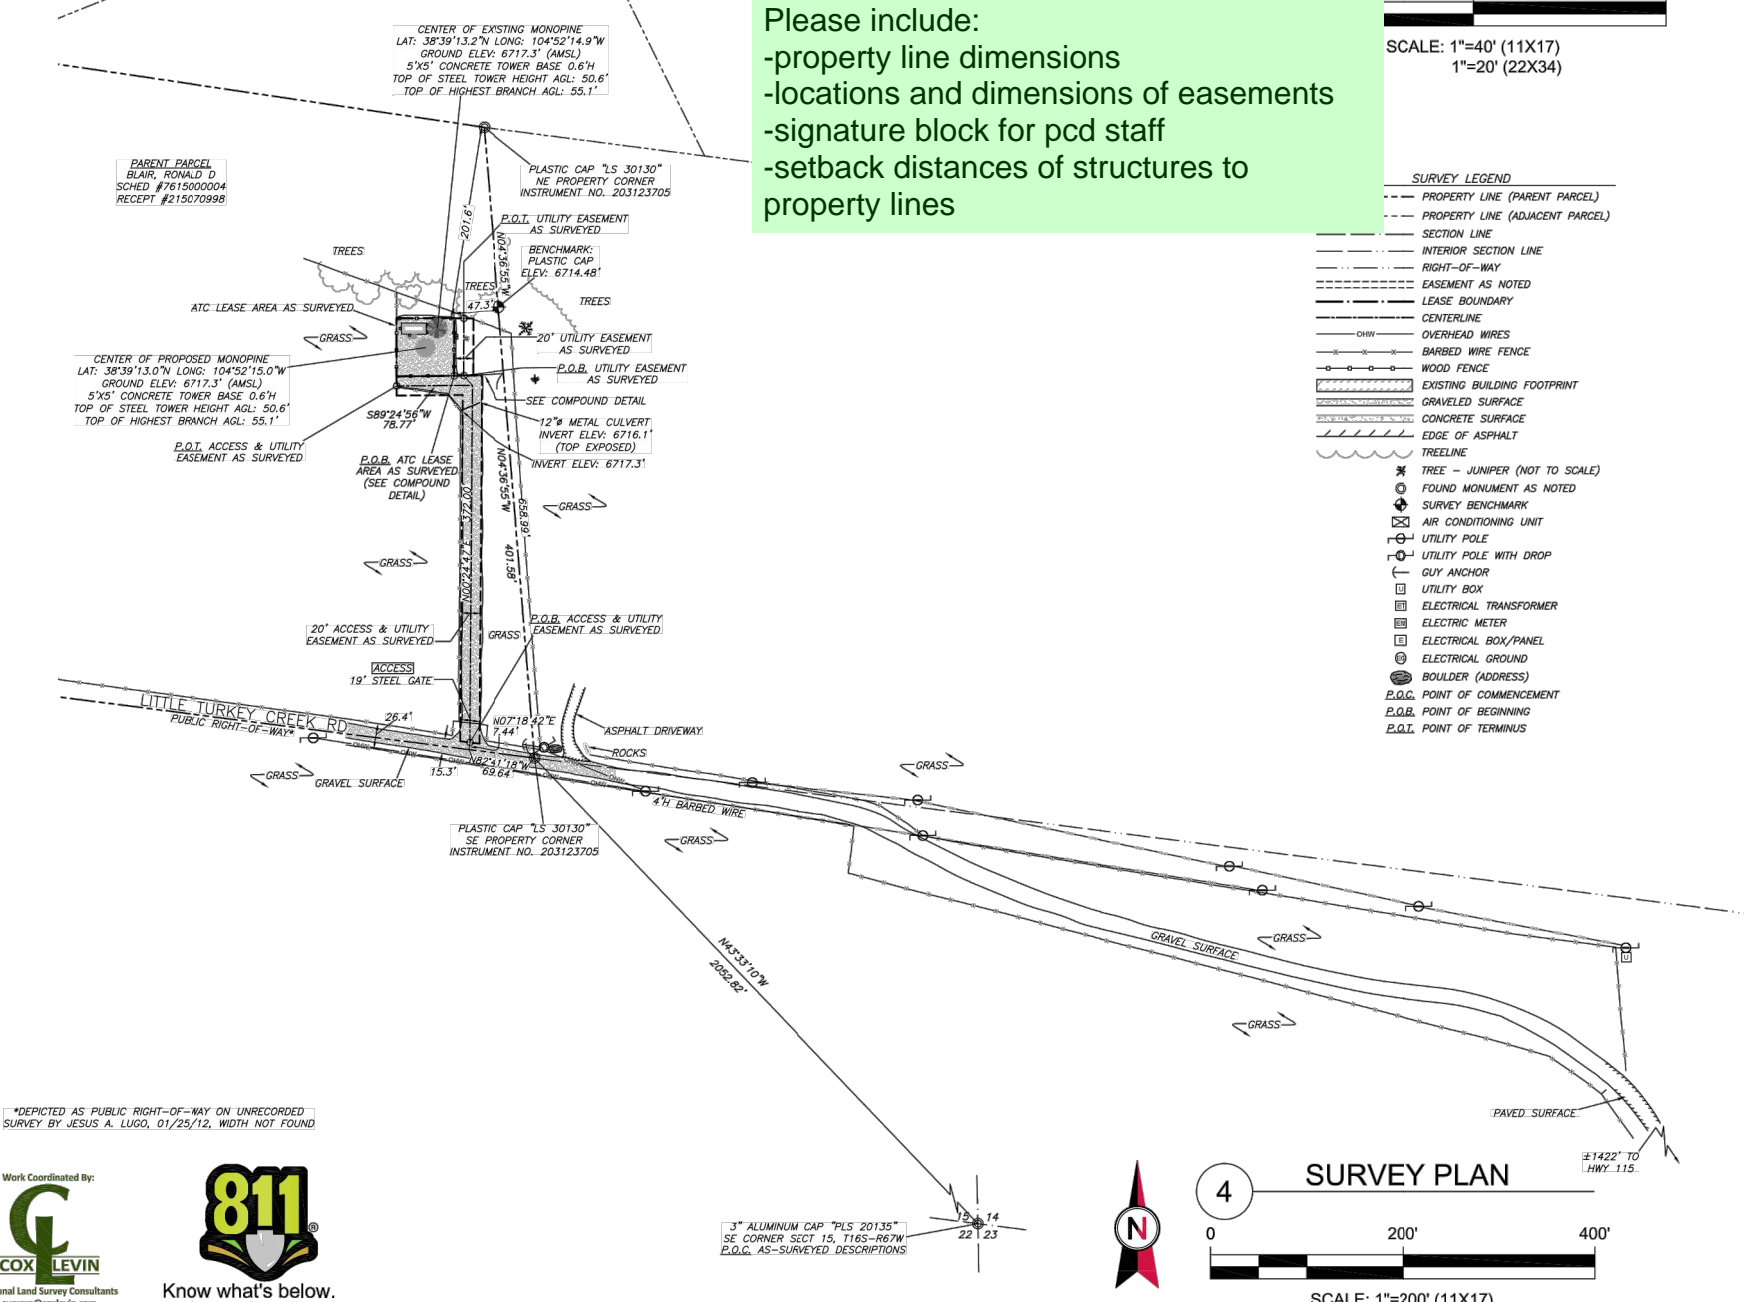 Please include:
-property line dimensions
-locations and dimensions of easements
-signature block for pcd staff
-setback distances of structures to
property lines
SCALE: 1"=40' (11X17)
1"=20' (22X34)
CENTER OF EXISTING MONOPINE
LAT: 38°39'13.2"N LONG: 104°52'14.9"W
GROUND ELEV: 6717.3' (AMSL)
5'X5' CONCRETE TOWER BASE 0.6'H
TOP OF STEEL TOWER HEIGHT AGL: 50.6'
TOP OF HIGHEST BRANCH AGL: 55.1'
PARENT PARCEL
BLAIR, RONALD D
SCHED #7615000004
RECEPT #215070998
PLASTIC CAP "LS 30130"
NE PROPERTY CORNER
INSTRUMENT NO. 203123705
201.6'
P.O.T. UTILITY EASEMENT
AS SURVEYED
N04°36'55"W
BENCHMARK:
PLASTIC CAP
ELEV: 6714.48'
TREES
TREES
TREES
47.3'
ATC LEASE AREA AS SURVEYED
GRASS
20' UTILITY EASEMENT
AS SURVEYED
CENTER OF PROPOSED MONOPINE
LAT: 38°39'13.0"N LONG: 104°52'15.0"W
GROUND ELEV: 6717.3' (AMSL)
5'X5' CONCRETE TOWER BASE 0.6'H
TOP OF STEEL TOWER HEIGHT AGL: 50.6'
TOP OF HIGHEST BRANCH AGL: 55.1'
P.O.B. UTILITY EASEMENT
AS SURVEYED
SEE COMPOUND DETAIL
S89°24'56"W
78.77'
12"ø METAL CULVERT
INVERT ELEV: 6716.1'
(TOP EXPOSED)
INVERT ELEV: 6717.3'
P.O.T. ACCESS & UTILITY
EASEMENT AS SURVEYED
P.O.B. ATC LEASE
AREA AS SURVEYED
(SEE COMPOUND
DETAIL)
N04°36'55"W
401.58'
658.99'
N00°24'47"E
372.00'
GRASS
GRASS
20' ACCESS & UTILITY
EASEMENT AS SURVEYED
GRASS
P.O.B. ACCESS & UTILITY
EASEMENT AS SURVEYED
ACCESS
19' STEEL GATE
LITTLE TURKEY CREEK RD
PUBLIC RIGHT-OF-WAY*
26.4'
N07°18'42"E
7.44'
ASPHALT DRIVEWAY
ROCKS
OHW
OHW
OHW
OHW
OHW
GRASS
GRAVEL SURFACE
15.3'
N82°41'18"W
69.64'
GRASS
4'H BARBED WIRE
PLASTIC CAP "LS 30130"
SE PROPERTY CORNER
INSTRUMENT NO. 203123705
GRASS
N43°33'10"W
2052.82'
GRAVEL SURFACE
GRASS
GRASS
PAVED SURFACE
±1422' TO
HWY 115
SURVEY LEGEND
PROPERTY LINE (PARENT PARCEL)
PROPERTY LINE (ADJACENT PARCEL)
SECTION LINE
INTERIOR SECTION LINE
RIGHT-OF-WAY
EASEMENT AS NOTED
LEASE BOUNDARY
CENTERLINE
OHW OVERHEAD WIRES
BARBED WIRE FENCE
WOOD FENCE
EXISTING BUILDING FOOTPRINT
GRAVELED SURFACE
CONCRETE SURFACE
EDGE OF ASPHALT
TREELINE
TREE - JUNIPER (NOT TO SCALE)
FOUND MONUMENT AS NOTED
SURVEY BENCHMARK
AIR CONDITIONING UNIT
UTILITY POLE
UTILITY POLE WITH DROP
GUY ANCHOR
U UTILITY BOX
ET ELECTRICAL TRANSFORMER
EM ELECTRIC METER
E ELECTRICAL BOX/PANEL
EG ELECTRICAL GROUND
BOULDER (ADDRESS)
P.O.C. POINT OF COMMENCEMENT
P.O.B. POINT OF BEGINNING
P.O.T. POINT OF TERMINUS
U
*DEPICTED AS PUBLIC RIGHT-OF-WAY ON UNRECORDED
SURVEY BY JESUS A. LUGO, 01/25/12, WIDTH NOT FOUND
Work Coordinated By:
CL
COX LEVIN
onal Land Survey Consultants
811
®
Know what's below.
3" ALUMINUM CAP "PLS 20135"
SE CORNER SECT 15, T16S-R67W
P.O.C. AS-SURVEYED DESCRIPTIONS
15 14
22 23
N
4
SURVEY PLAN
0 200' 400'
SCALE: 1"=200' (11X17)